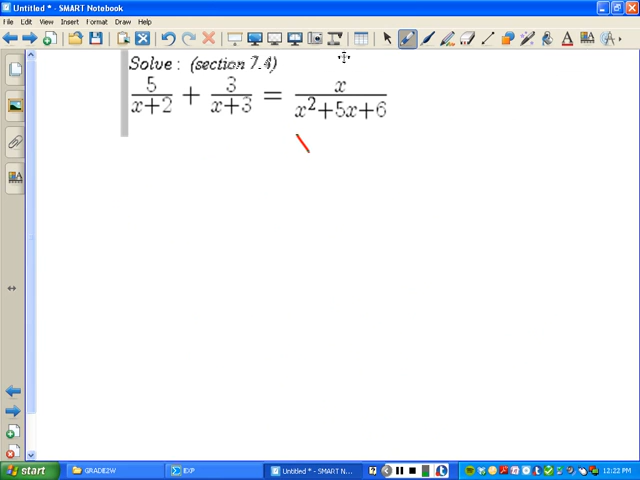 Untitled * - SMART Notebook
File Edit View Insert Format Draw Help
Solve : (section 7.4)
5/(x+2) + 3/(x+3) = x/(x²+5x+6)
start GRADE2W EXP Untitled * - SMART N... 12:22 PM